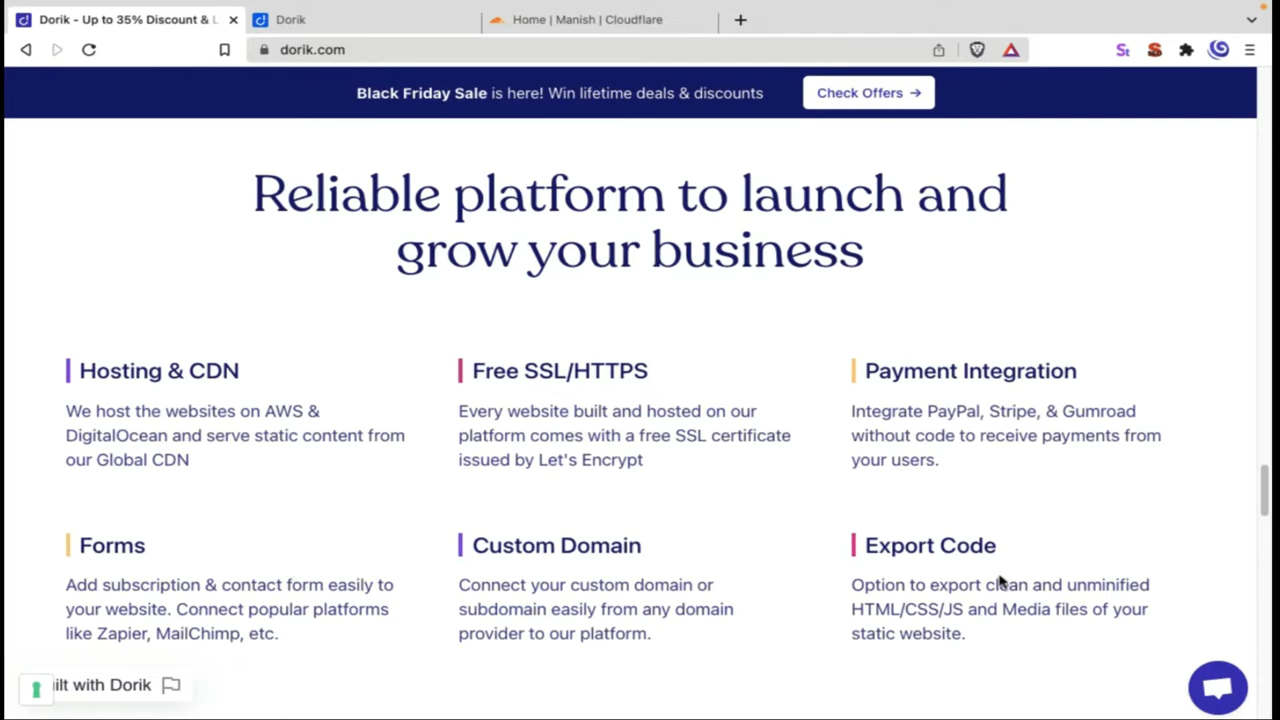 Dorik - Up to 35% Discount & L
Dorik
Home | Manish | Cloudflare
dorik.com
St
Black Friday Sale is here! Win lifetime deals & discounts
Check Offers →
Reliable platform to launch and
grow your business
Hosting & CDN
We host the websites on AWS &
DigitalOcean and serve static content from
our Global CDN
Free SSL/HTTPS
Every website built and hosted on our
platform comes with a free SSL certificate
issued by Let's Encrypt
Payment Integration
Integrate PayPal, Stripe, & Gumroad
without code to receive payments from
your users.
Forms
Add subscription & contact form easily to
your website. Connect popular platforms
like Zapier, MailChimp, etc.
Custom Domain
Connect your custom domain or
subdomain easily from any domain
provider to our platform.
Export Code
Option to export clean and unminified
HTML/CSS/JS and Media files of your
static website.
ilt with Dorik